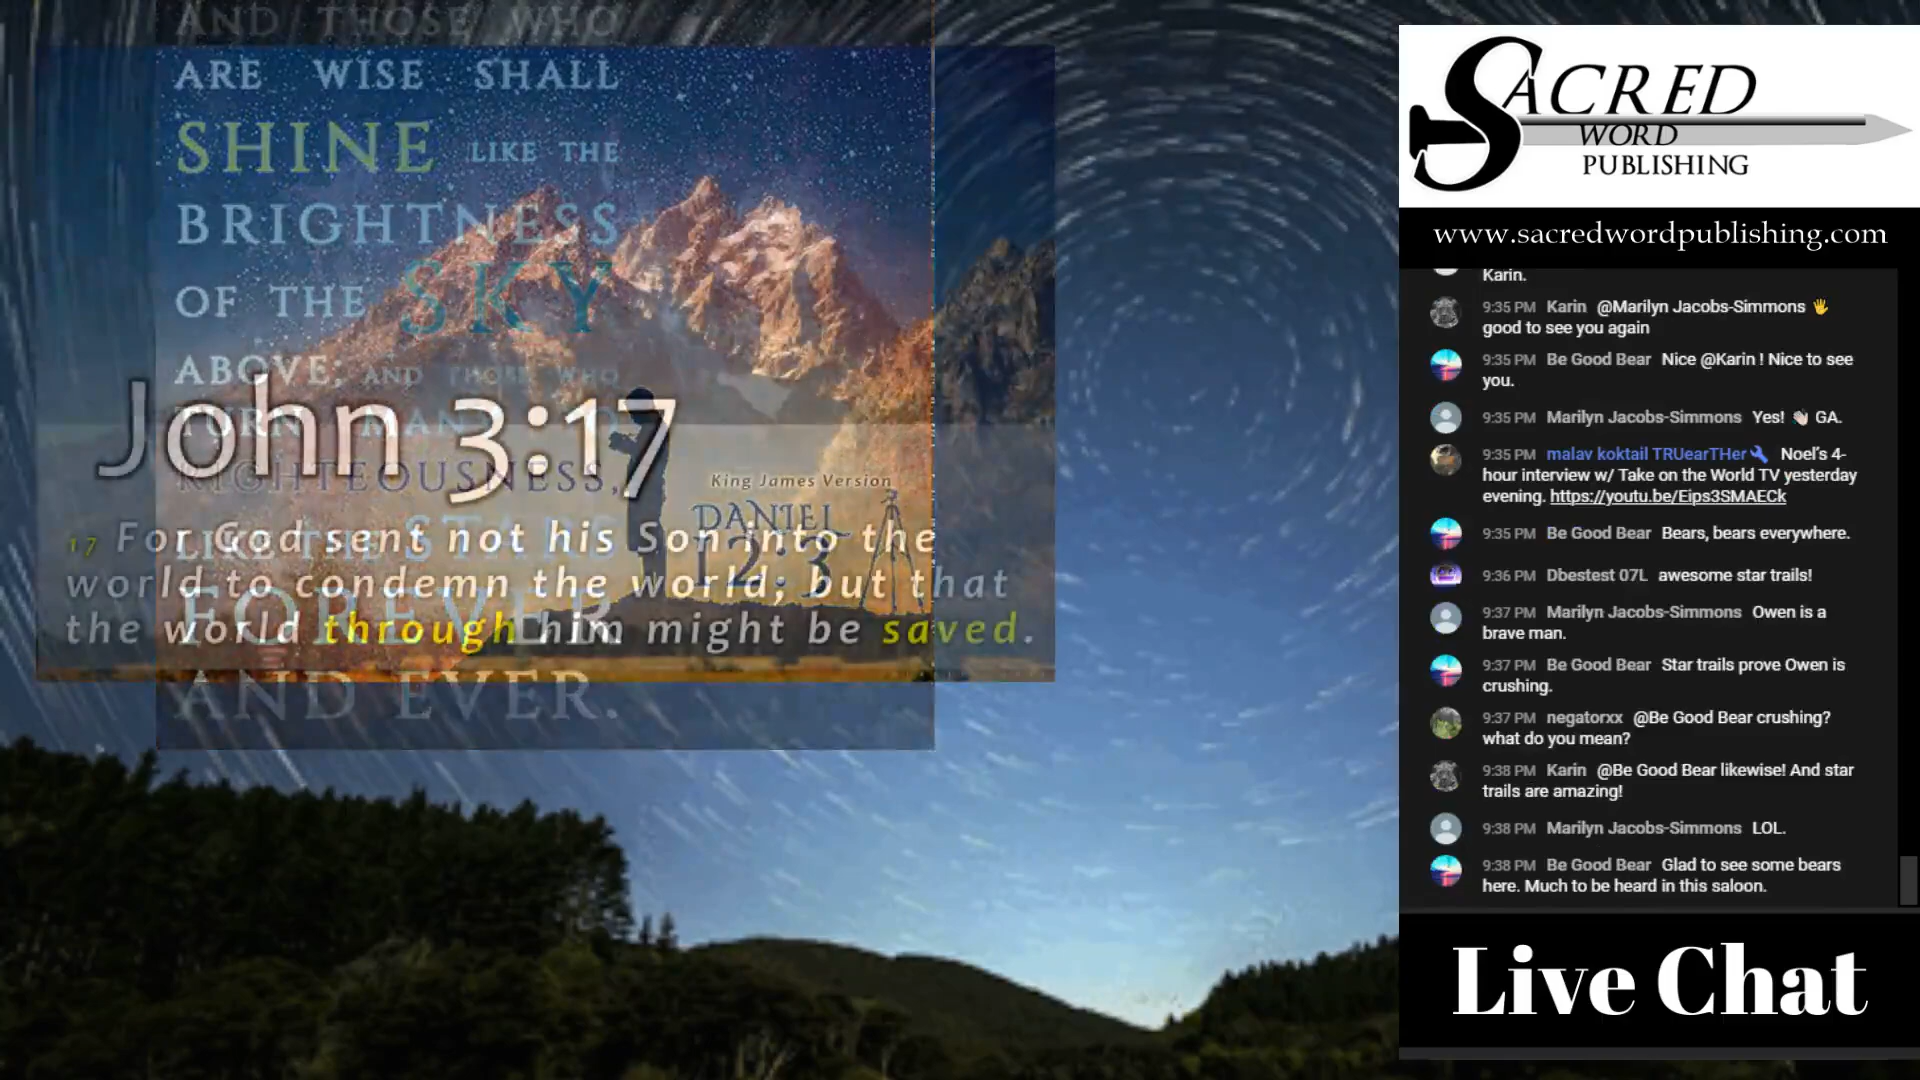 AND THOSE WHO
ARE WISE SHALL
SHINE LIKE THE
BRIGHTNESS
OF THE SKY
ABOVE; AND THOSE WHO
TURN MANY TO
RIGHTEOUSNESS,
LIKE THE STARS
FOREVER
AND EVER.
DANIEL
12:3
John 3:17
King James Version
17 For God sent not his Son into the
world to condemn the world; but that
the world through him might be saved.
SACRED
WORD
PUBLISHING
www.sacredwordpublishing.com
Karin.
9:35 PM Karin @Marilyn Jacobs-Simmons 🖐
good to see you again
9:35 PM Be Good Bear Nice @Karin ! Nice to see
you.
9:35 PM Marilyn Jacobs-Simmons Yes! 👋🏻 GA.
9:35 PM malav koktail TRUearTHer🔧 Noel's 4-
hour interview w/ Take on the World TV yesterday
evening. https://youtu.be/Eips3SMAECk
9:35 PM Be Good Bear Bears, bears everywhere.
9:36 PM Dbestest 07L awesome star trails!
9:37 PM Marilyn Jacobs-Simmons Owen is a
brave man.
9:37 PM Be Good Bear Star trails prove Owen is
crushing.
9:37 PM negatorxx @Be Good Bear crushing?
what do you mean?
9:38 PM Karin @Be Good Bear likewise! And star
trails are amazing!
9:38 PM Marilyn Jacobs-Simmons LOL.
9:38 PM Be Good Bear Glad to see some bears
here. Much to be heard in this saloon.
Live Chat